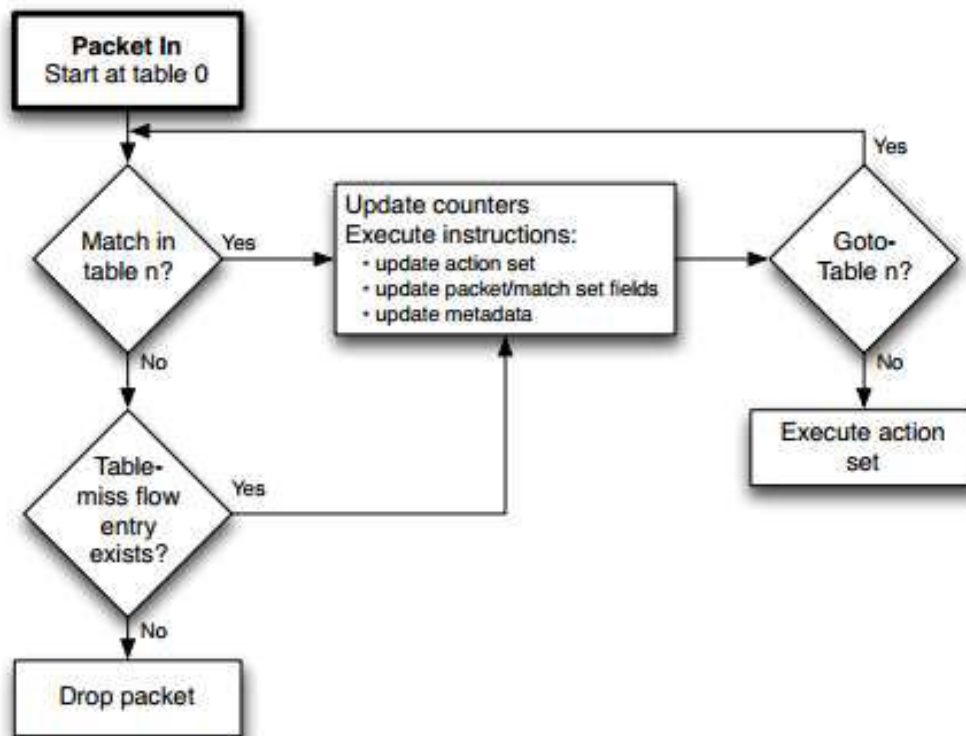 Packet In
Start at table 0
Yes
Match in
table n?
Yes
Update counters
Execute instructions:
• update action set
• update packet/match set fields
• update metadata
Goto-
Table n?
No
No
Execute action
set
Table-
miss flow
entry
exists?
Yes
No
Drop packet